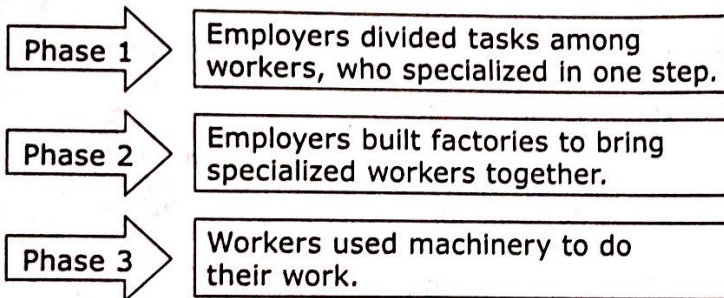 Phase 1
Employers divided tasks among
workers, who specialized in one step.
Phase 2
Employers built factories to bring
specialized workers together.
Phase 3
Workers used machinery to do
their work.